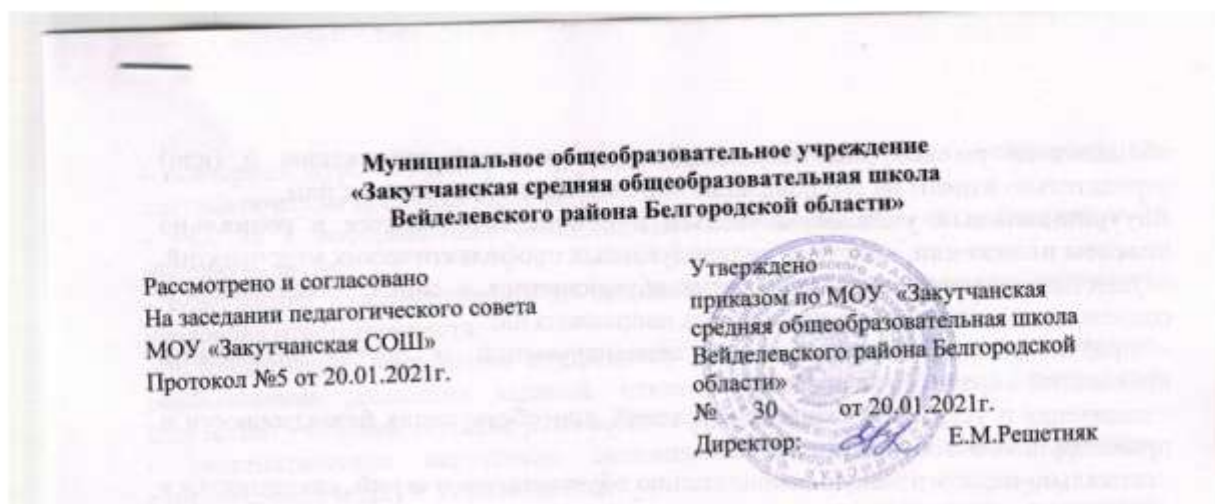 Муниципальное общеобразовательное учреждение
«Закутчанская средняя общеобразовательная школа
Вейделевского района Белгородской области»
Рассмотрено и согласовано
На заседании педагогического совета
МОУ «Закутчанская СОШ»
Протокол №5 от 20.01.2021г.
Утверждено
приказом по МОУ «Закутчанская
средняя общеобразовательная школа
Вейделевского района Белгородской
области»
№ 30 от 20.01.2021г.
Директор: Е.М.Решетняк